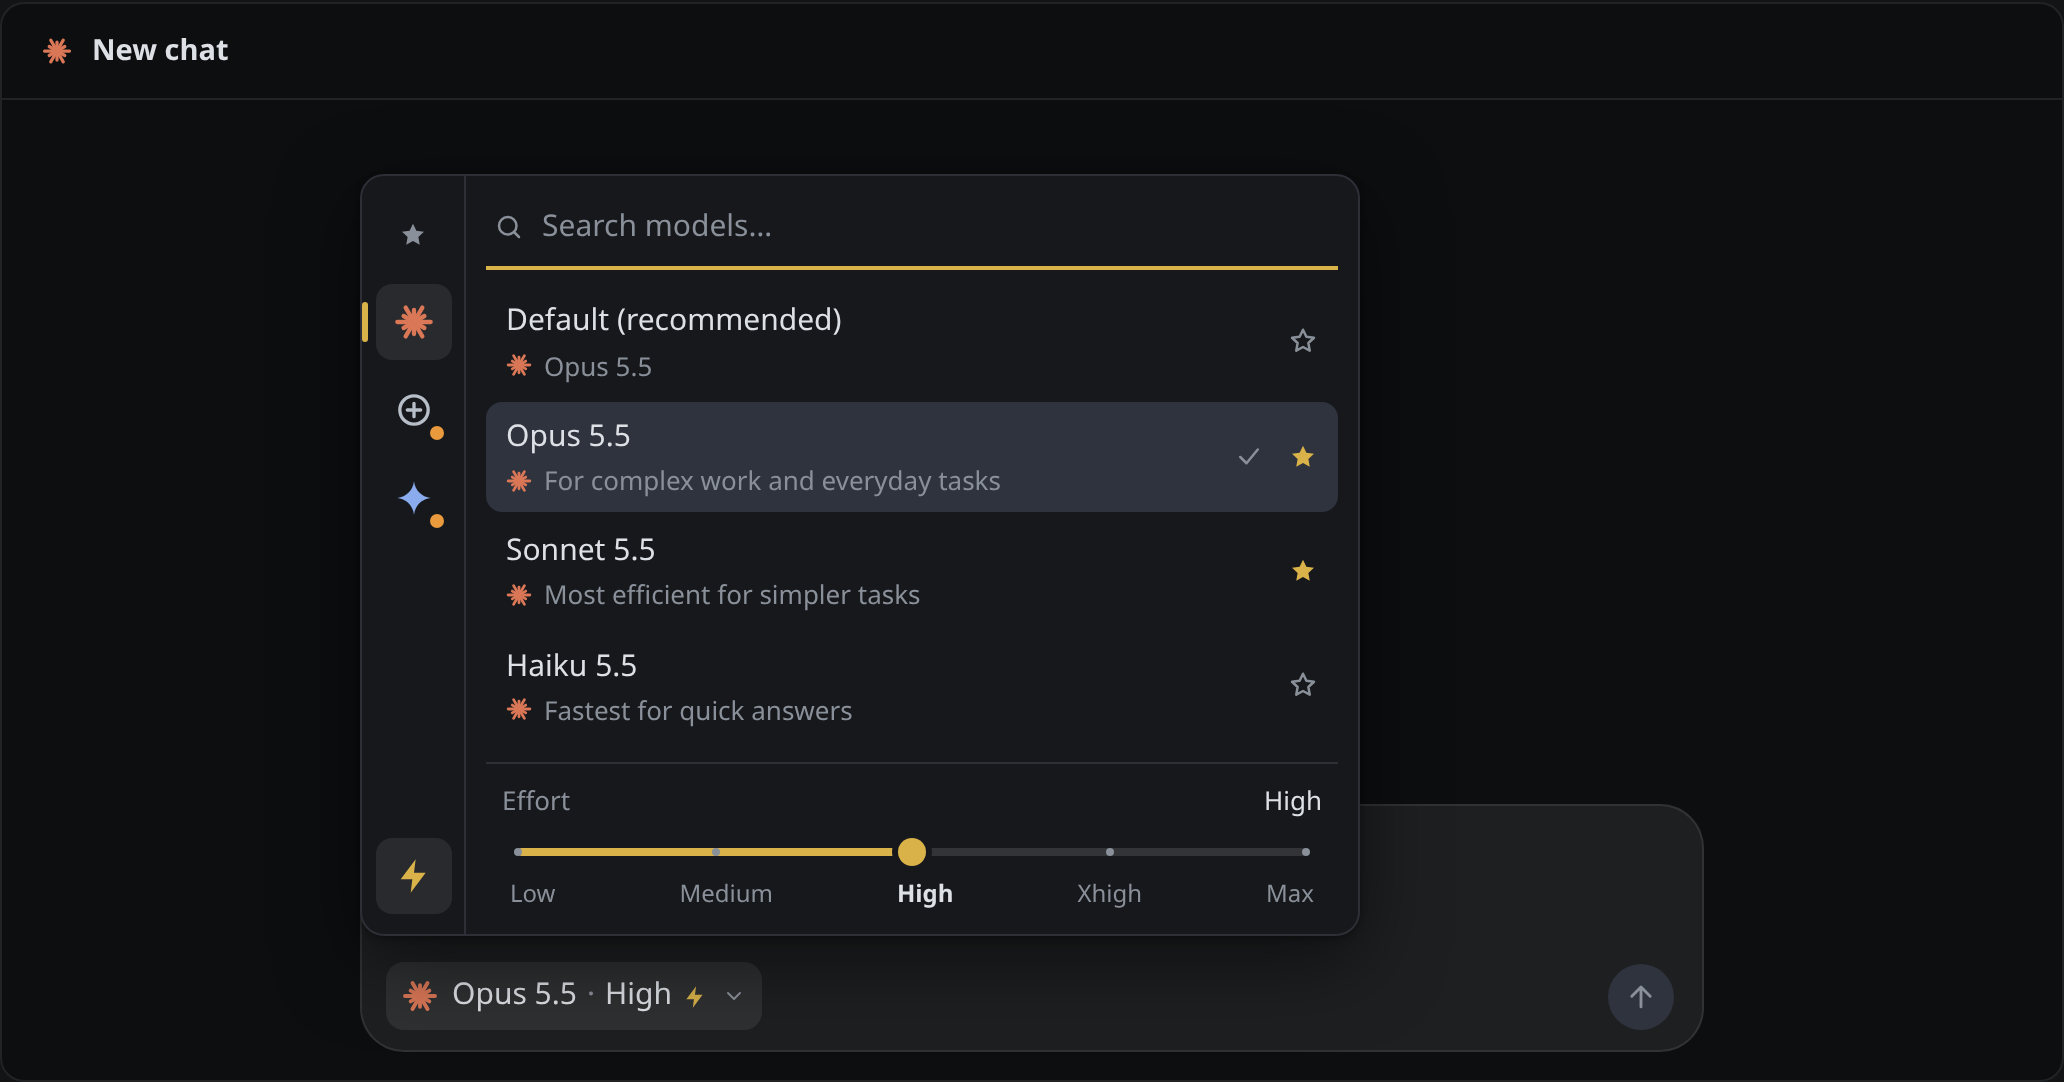 New chat
Search models...
Default (recommended)
Opus 5.5
Opus 5.5
For complex work and everyday tasks
Sonnet 5.5
Most efficient for simpler tasks
Haiku 5.5
Fastest for quick answers
Effort High
Low Medium High Xhigh Max
Opus 5.5 · High